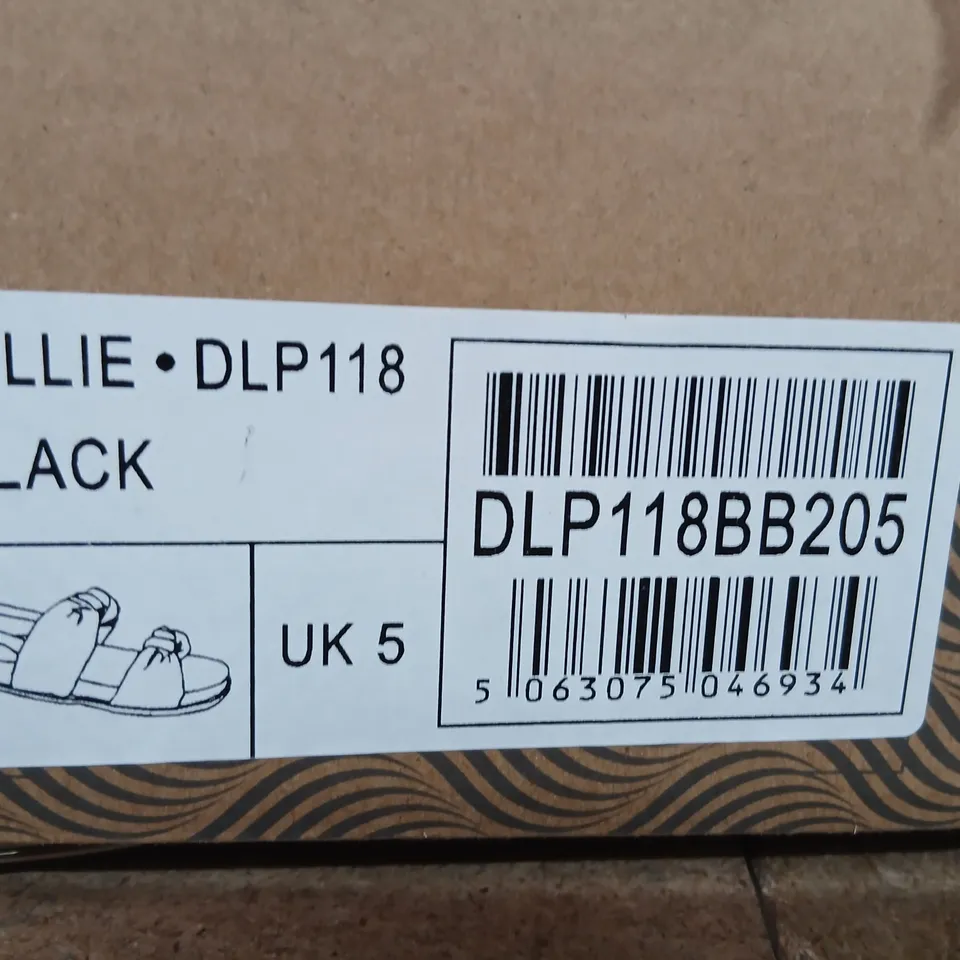 LLIE • DLP118
LACK
UK 5
DLP118BB205
5 063075 046934